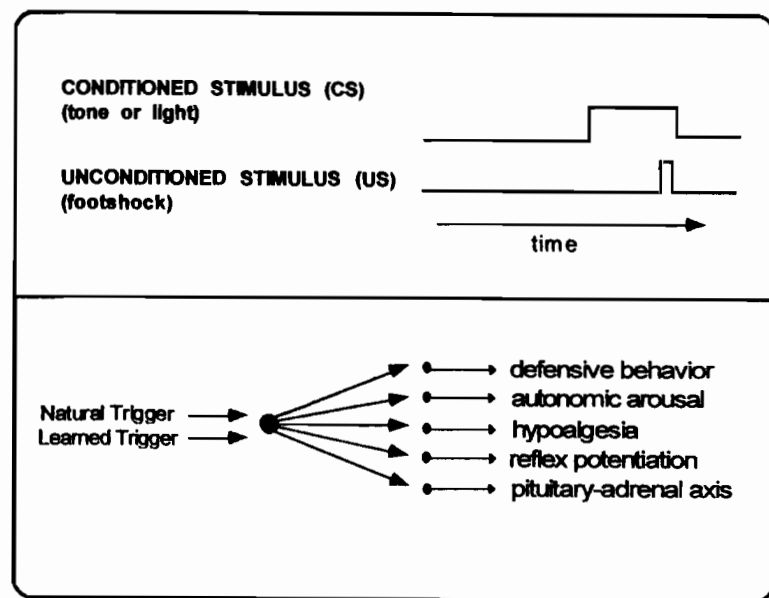 CONDITIONED STIMULUS (CS)
(tone or light)
UNCONDITIONED STIMULUS (US)
(footshock)
time
Natural Trigger
Learned Trigger
defensive behavior
autonomic arousal
hypoalgesia
reflex potentiation
pituitary-adrenal axis